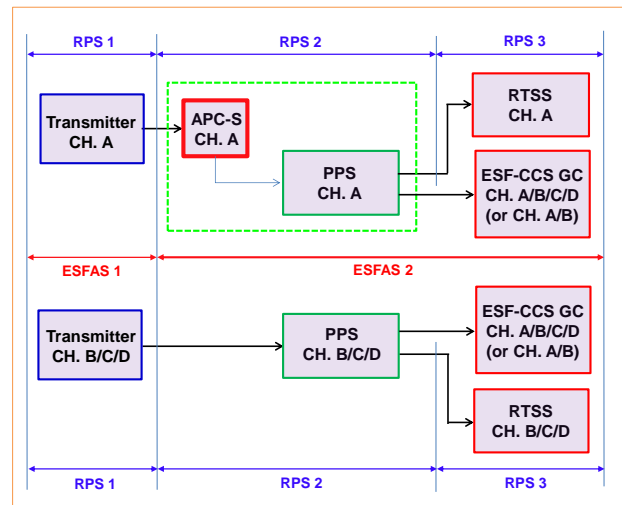 RPS 1
RPS 2
RPS 3
Transmitter
CH. A
APC-S
CH. A
PPS
CH. A
RTSS
CH. A
ESF-CCS GC
CH. A/B/C/D
(or CH. A/B)
ESFAS 1
ESFAS 2
Transmitter
CH. B/C/D
PPS
CH. B/C/D
ESF-CCS GC
CH. A/B/C/D
(or CH. A/B)
RTSS
CH. B/C/D
RPS 1
RPS 2
RPS 3